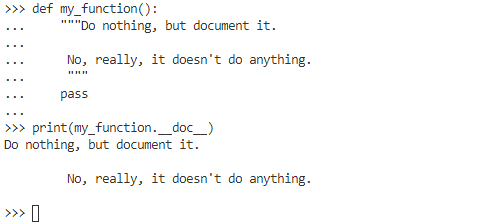 >>> def my_function():
...     """Do nothing, but document it.
...
...      No, really, it doesn't do anything.
...      """
...     pass
...
>>> print(my_function.__doc__)
Do nothing, but document it.

         No, really, it doesn't do anything.

>>>